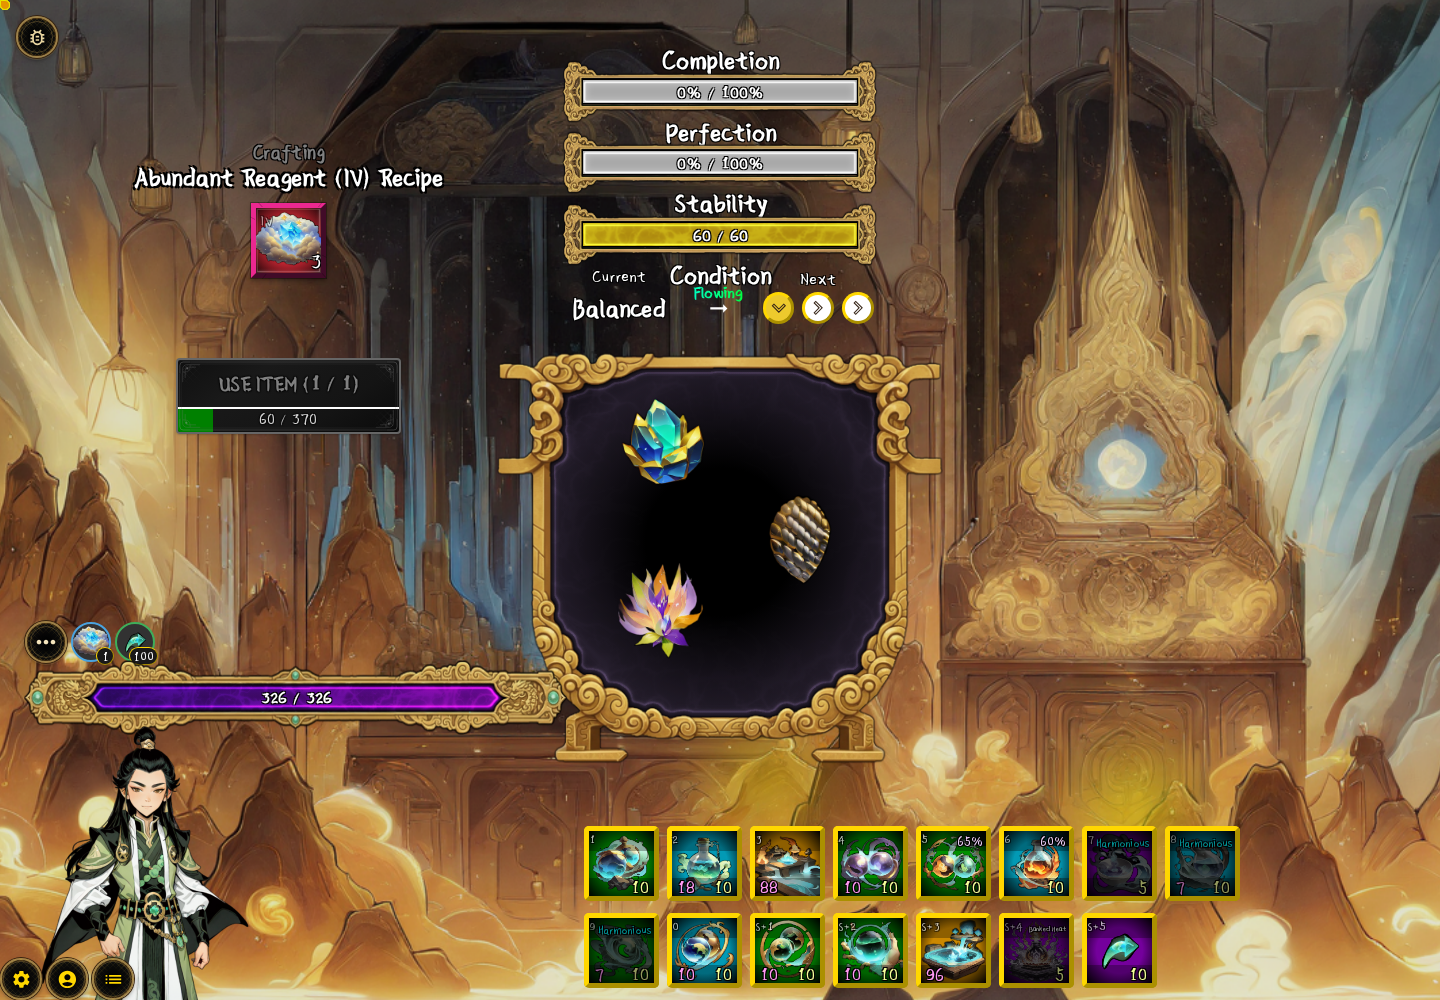 Completion
0% / 100%
Perfection
0% / 100%
Stability
60 / 60
Current
Condition
Next
Flowing
Balanced
Crafting
Abundant Reagent (IV) Recipe
IV
3
USE ITEM (1 / 1)
60 / 370
1
100
326 / 326
1
10
2
18
10
3
88
4
10
10
5
65%
10
6
60%
10
7
Harmonious
5
8
Harmonious
7
10
9
Harmonious
7
10
0
10
10
S+1
10
10
S+2
10
10
S+3
96
S+4
Banked Heat
5
S+5
10